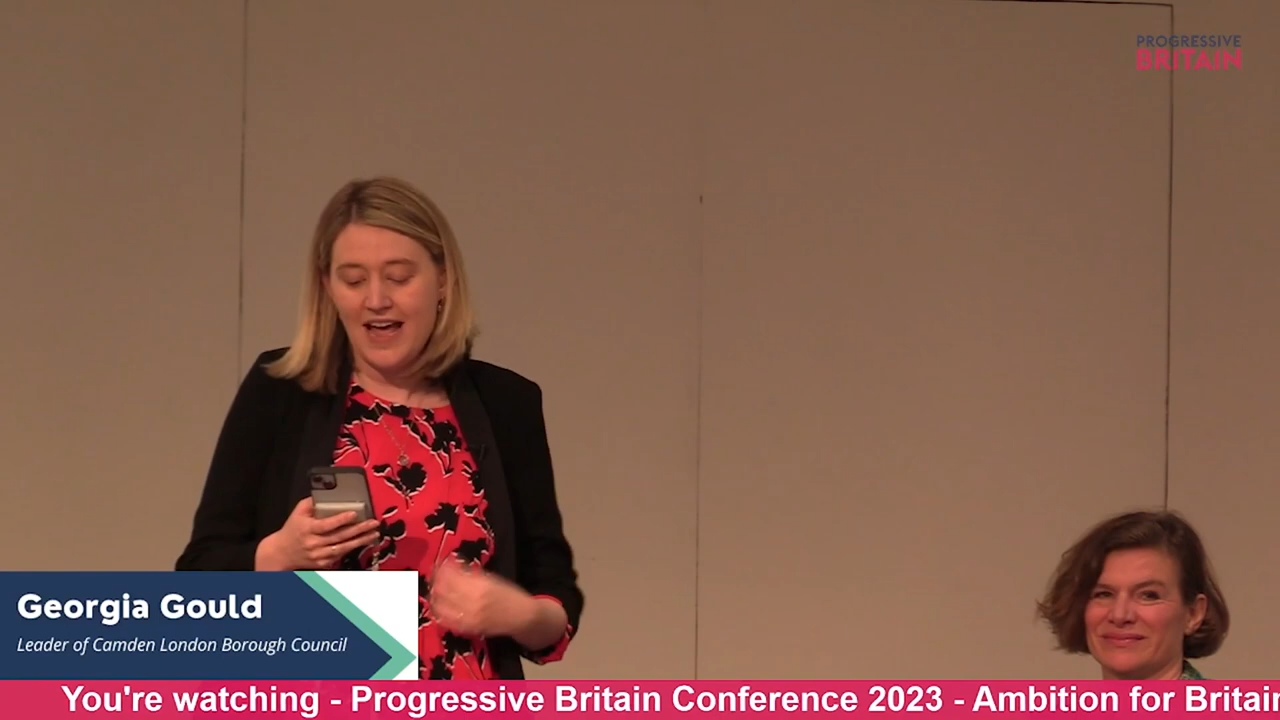 PROGRESSIVE
BRITAIN
Georgia Gould
Leader of Camden London Borough Council
You're watching - Progressive Britain Conference 2023 - Ambition for Britain